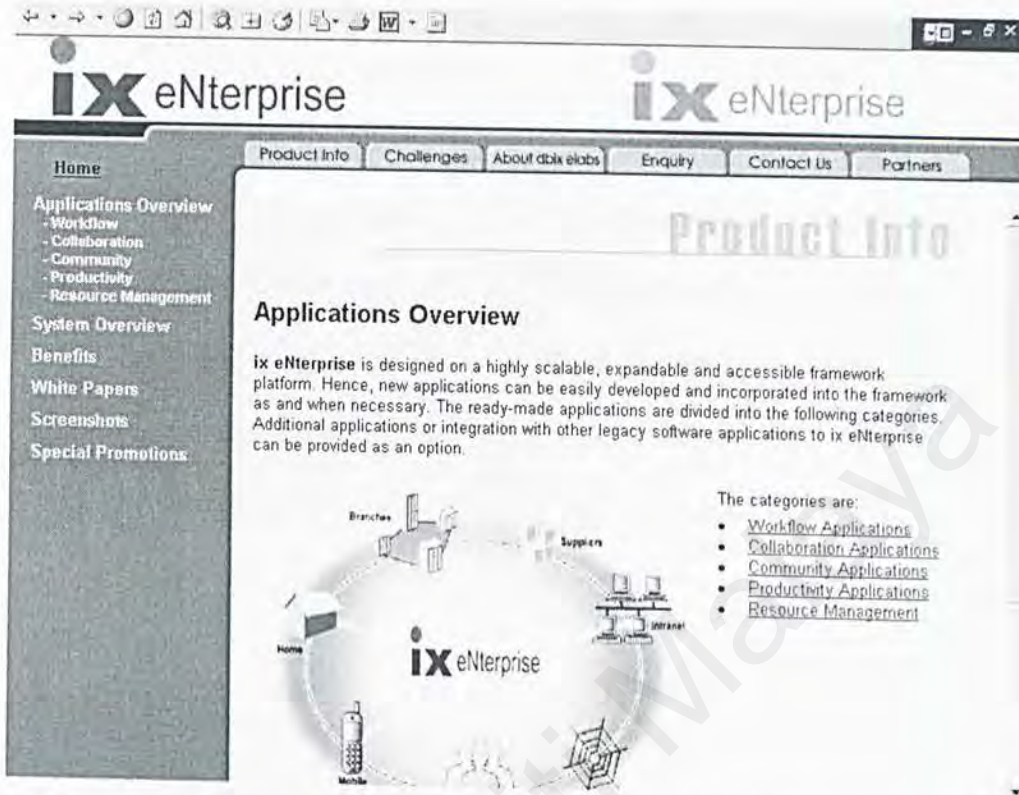 ix eNterprise
ix eNterprise
Product Info
Challenges
About dbix elabs
Enquiry
Contact Us
Partners
Home
Applications Overview
- Workflow
- Collaboration
- Community
- Productivity
- Resource Management
System Overview
Benefits
White Papers
Screenshots
Special Promotions
Product Info
Applications Overview
ix eNterprise is designed on a highly scalable, expandable and accessible framework
platform. Hence, new applications can be easily developed and incorporated into the framework
as and when necessary. The ready-made applications are divided into the following categories.
Additional applications or integration with other legacy software applications to ix eNterprise
can be provided as an option.
Branches
Suppliers
Intranet
Home
ix eNterprise
Mobile
The categories are:
• Workflow Applications
• Collaboration Applications
• Community Applications
• Productivity Applications
• Resource Management